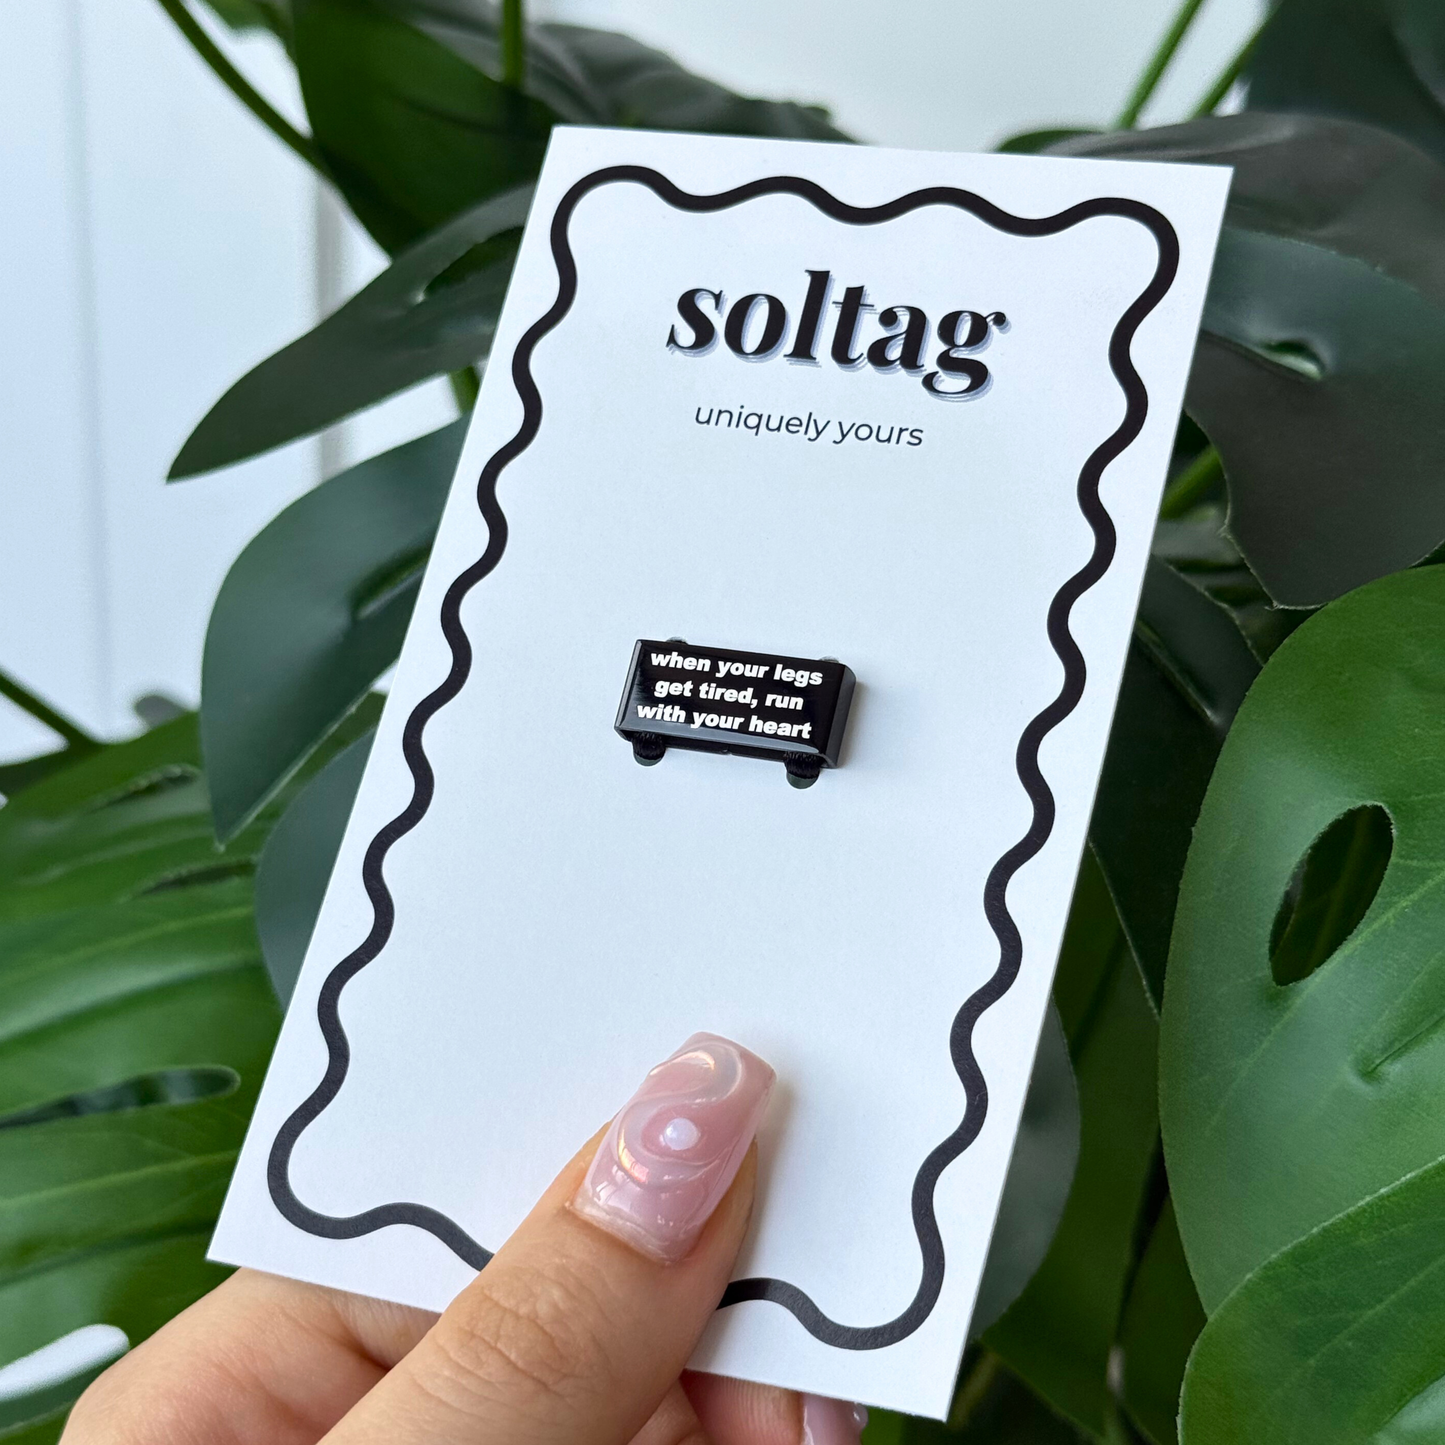 soltag
uniquely yours
when your legs
get tired, run
with your heart